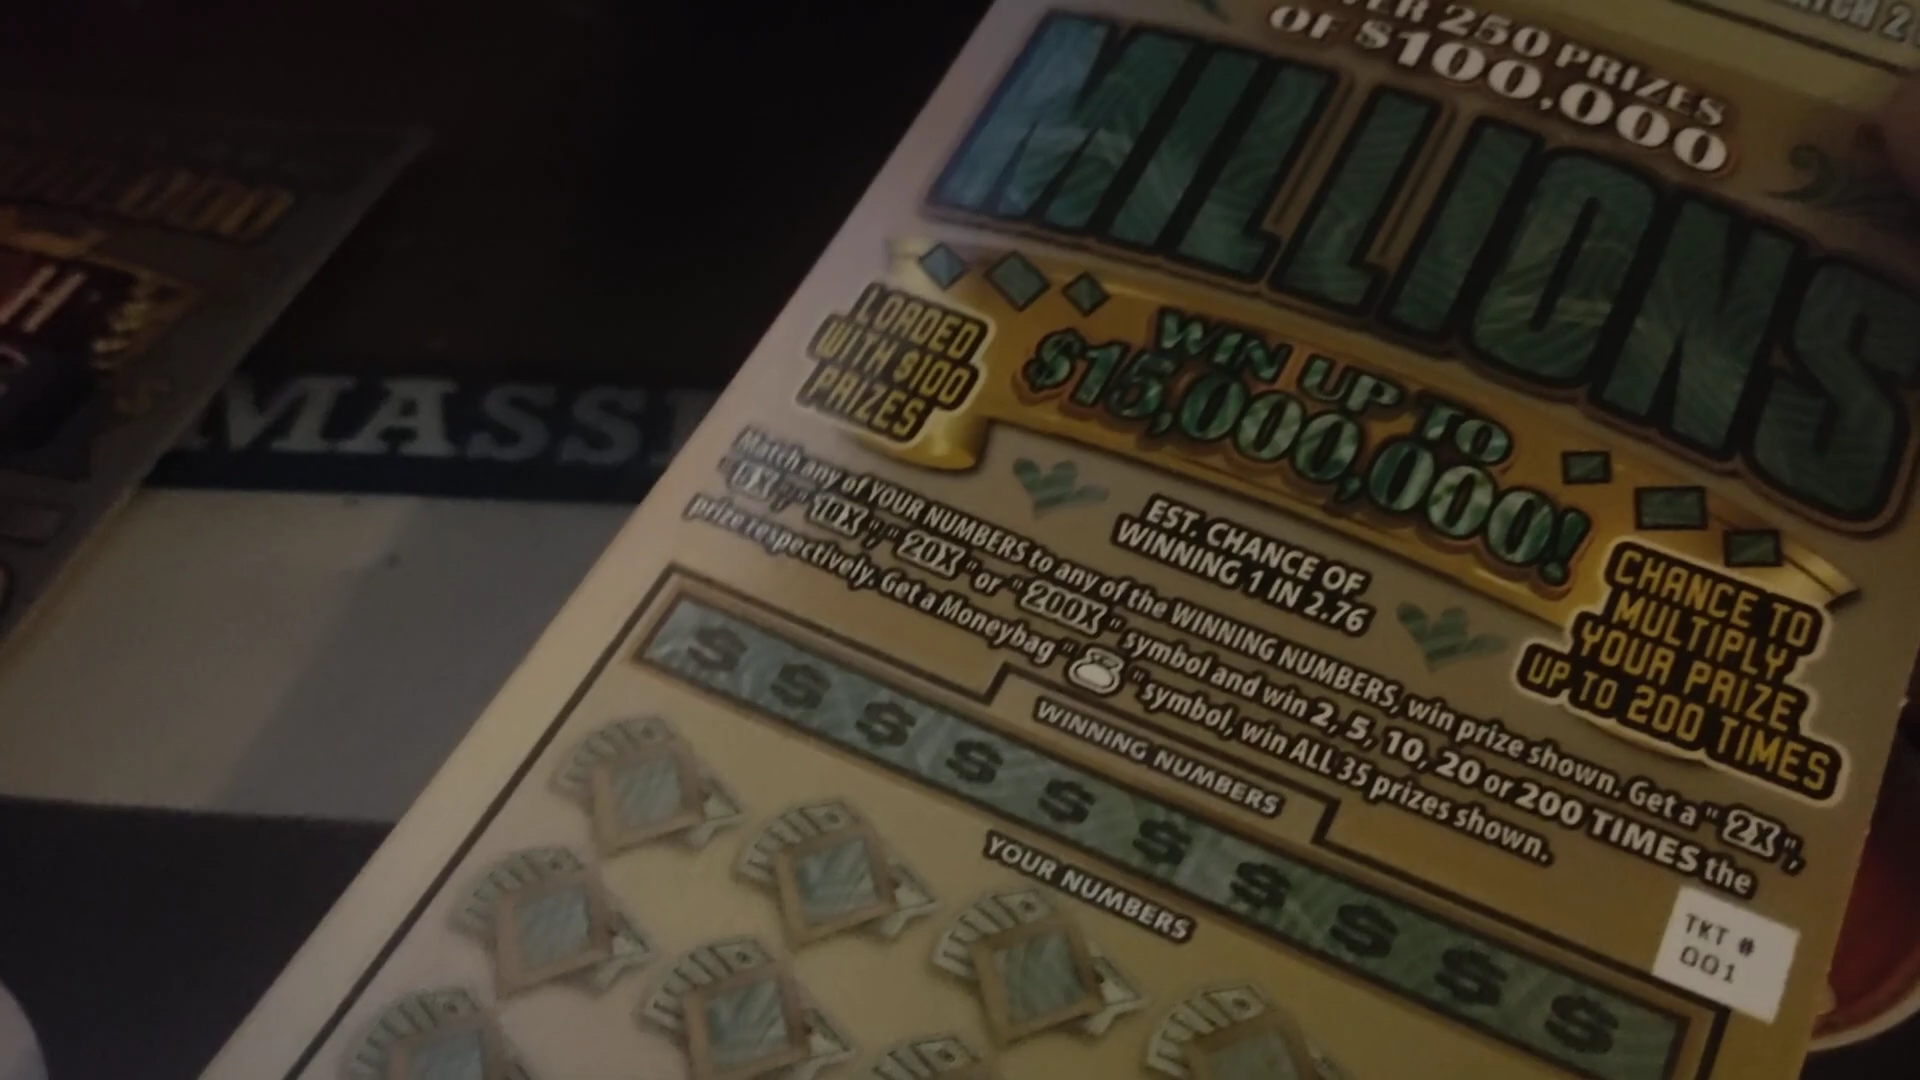 250 PRIZES
OF $100,000
MILLIONS
WIN UP TO
$15,000,000!
LOADED
WITH $100
PRIZES
EST. CHANCE OF
WINNING 1 IN 2.76
CHANCE TO
MULTIPLY
YOUR PRIZE
UP TO 200 TIMES
Match any of YOUR NUMBERS to any of the WINNING NUMBERS, win prize shown. Get a "2X",
"5X", "10X", "20X" or "200X" symbol and win 2, 5, 10, 20 or 200 TIMES the
prize respectively. Get a Moneybag " " symbol, win ALL 35 prizes shown.
WINNING NUMBERS
$ $ $ $ $ $ $ $ $ $
YOUR NUMBERS
TKT #
001
MASS